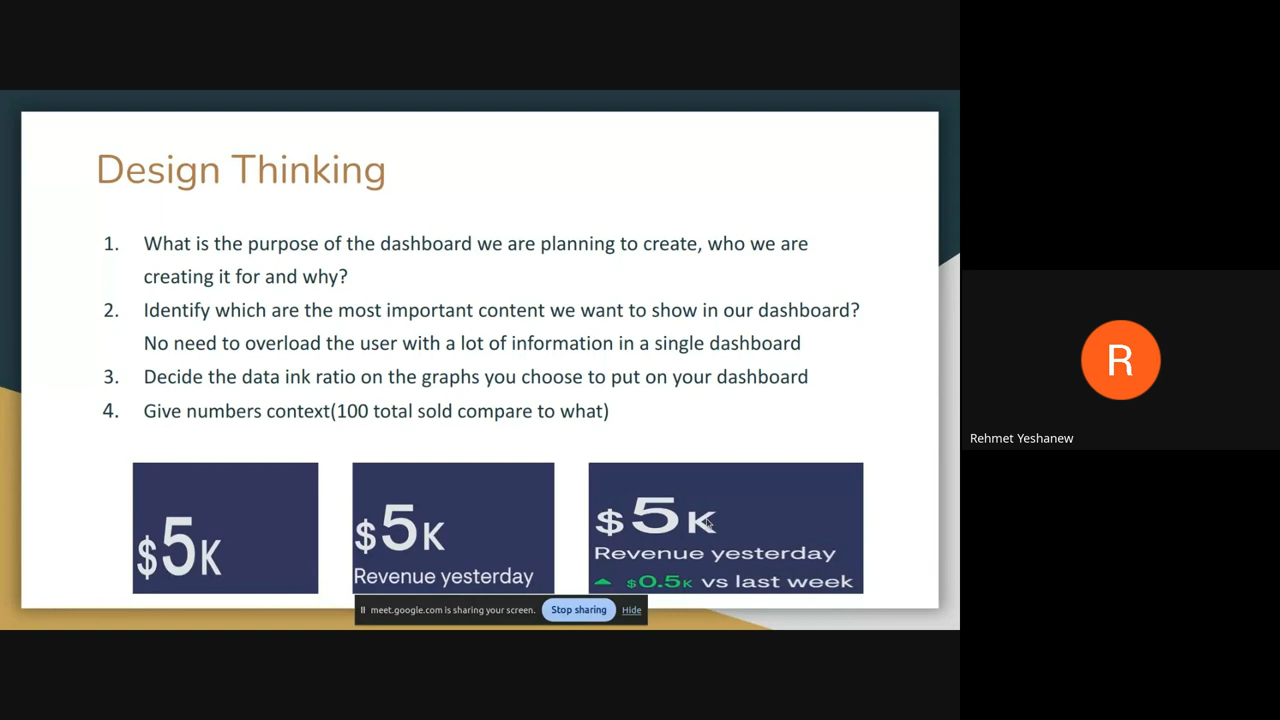 Design Thinking
1. What is the purpose of the dashboard we are planning to create, who we are
creating it for and why?
2. Identify which are the most important content we want to show in our dashboard?
No need to overload the user with a lot of information in a single dashboard
3. Decide the data ink ratio on the graphs you choose to put on your dashboard
4. Give numbers context(100 total sold compare to what)
$5K
$5K
Revenue yesterday
$5K
Revenue yesterday
$0.5K vs last week
meet.google.com is sharing your screen. Stop sharing Hide
R
Rehmet Yeshanew